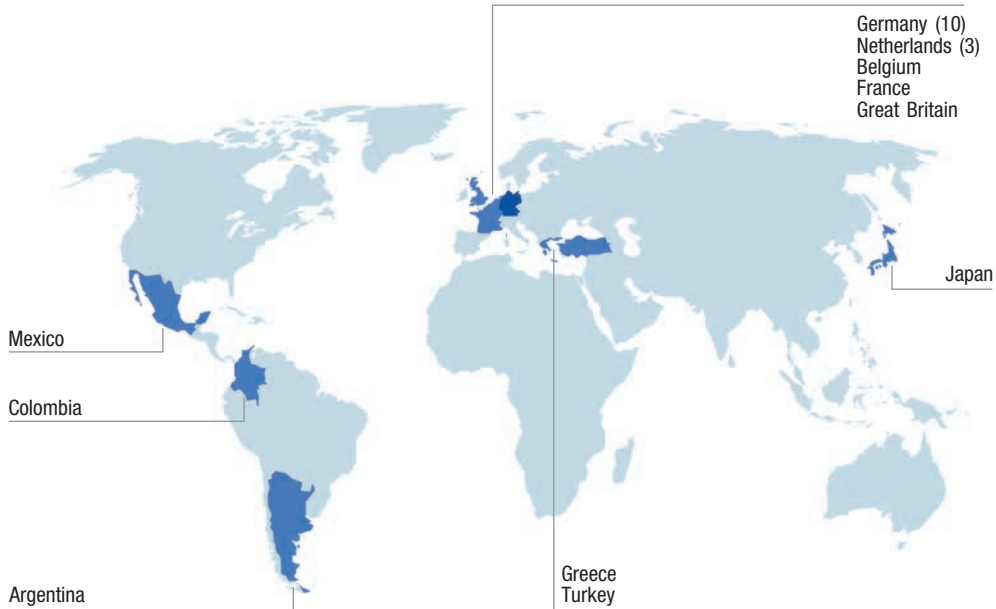 Germany (10)
Netherlands (3)
Belgium
France
Great Britain
Japan
Mexico
Colombia
Argentina
Greece
Turkey